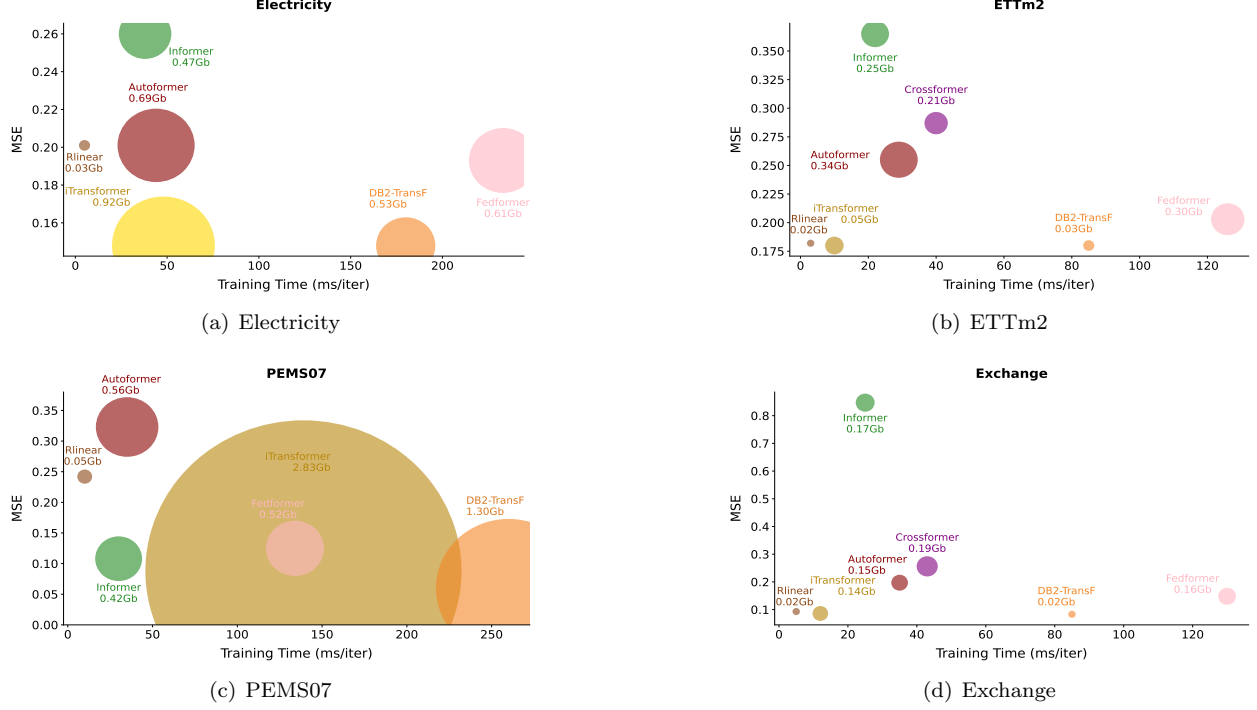 Electricity
0.26
0.24
0.22
0.20
0.18
0.16
MSE
Informer
0.47Gb
Autoformer
0.69Gb
Rlinear
0.03Gb
iTransformer
0.92Gb
DB2-TransF
0.53Gb
Fedformer
0.61Gb
0 50 100 150 200
Training Time (ms/iter)
(a) Electricity
ETTm2
0.350
0.325
0.300
0.275
0.250
0.225
0.200
0.175
MSE
Informer
0.25Gb
Crossformer
0.21Gb
Autoformer
0.34Gb
iTransformer
0.05Gb
Rlinear
0.02Gb
DB2-TransF
0.03Gb
Fedformer
0.30Gb
0 20 40 60 80 100 120
Training Time (ms/iter)
(b) ETTm2
PEMS07
0.35
0.30
0.25
0.20
0.15
0.10
0.05
0.00
MSE
Autoformer
0.56Gb
Rlinear
0.05Gb
iTransformer
2.83Gb
Fedformer
0.52Gb
DB2-TransF
1.30Gb
Informer
0.42Gb
0 50 100 150 200 250
Training Time (ms/iter)
(c) PEMS07
Exchange
0.8
0.7
0.6
0.5
0.4
0.3
0.2
0.1
MSE
Informer
0.17Gb
Crossformer
0.19Gb
Autoformer
0.15Gb
iTransformer
0.14Gb
Rlinear
0.02Gb
DB2-TransF
0.02Gb
Fedformer
0.16Gb
0 20 40 60 80 100 120
Training Time (ms/iter)
(d) Exchange